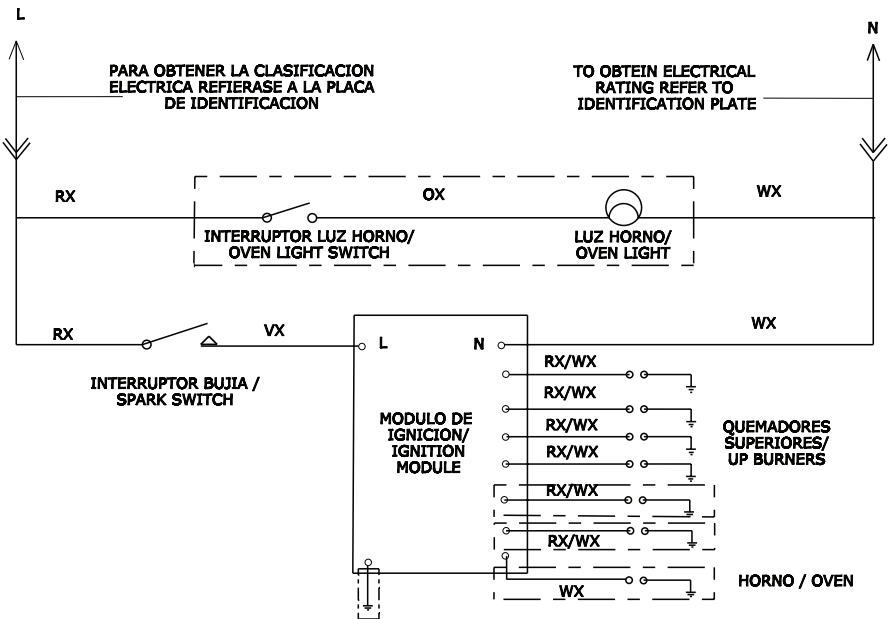 L
N
PARA OBTENER LA CLASIFICACION
ELECTRICA REFIERASE A LA PLACA
DE IDENTIFICACION
TO OBTEIN ELECTRICAL
RATING REFER TO
IDENTIFICATION PLATE
RX
OX
WX
INTERRUPTOR LUZ HORNO/
OVEN LIGHT SWITCH
LUZ HORNO/
OVEN LIGHT
RX
VX
L
N
WX
INTERRUPTOR BUJIA /
SPARK SWITCH
MODULO DE
IGNICION/
IGNITION
MODULE
RX/WX
RX/WX
RX/WX
RX/WX
RX/WX
RX/WX
WX
QUEMADORES
SUPERIORES/
UP BURNERS
HORNO / OVEN